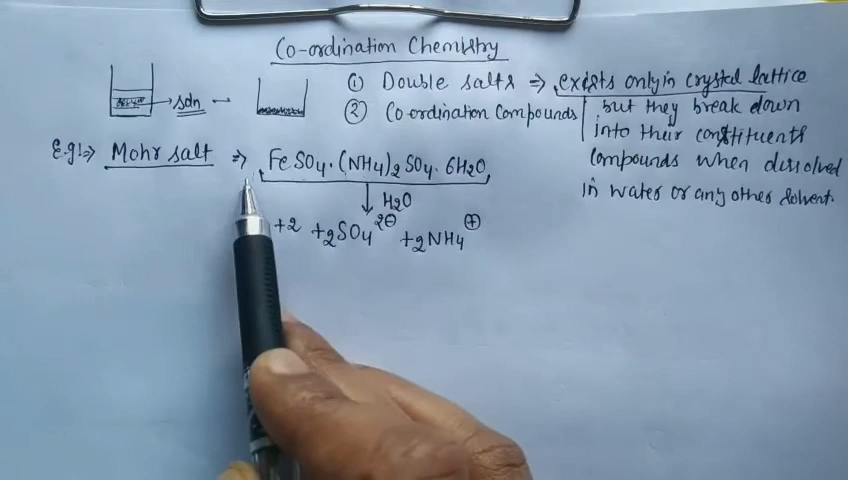 Co-ordination Chemistry
→ soln →
① Double salts ⇒ exists only in crystal lattice
② Co-ordination Compounds
but they break down
into their constituents
compounds when dissolved
in water or any other solvent.
E.g:⇒ Mohr salt ⇒ FeSO4·(NH4)2SO4·6H2O
↓ H2O
+2 +2SO4 2⊖ +2NH4 ⊕